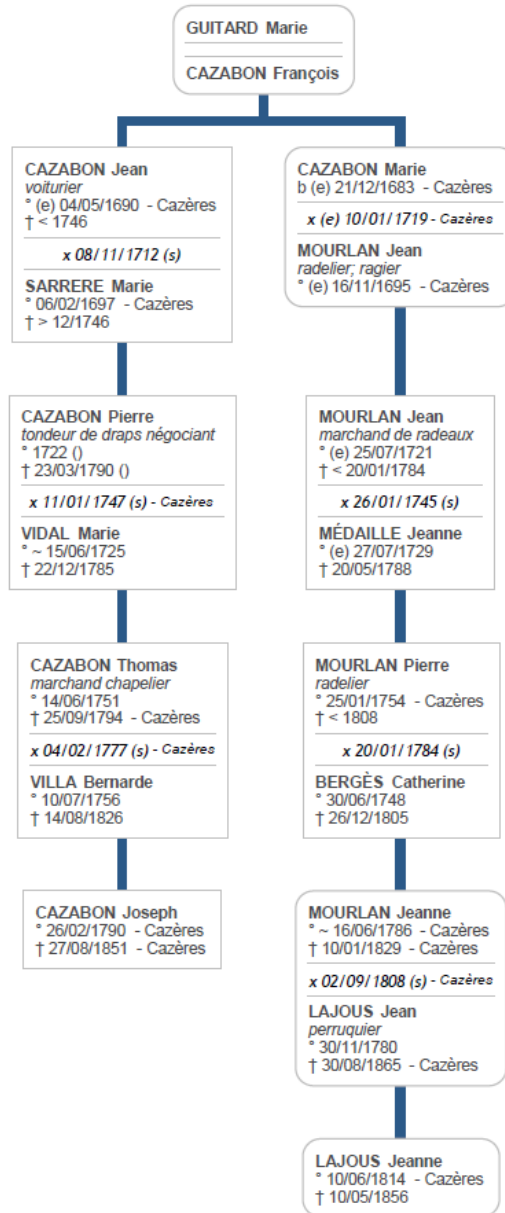 GUITARD Marie
CAZABON François
CAZABON Jean
voiturier
° (e) 04/05/1690 - Cazères
† < 1746
x 08/11/1712 (s)
SARRERE Marie
° 06/02/1697 - Cazères
† > 12/1746
CAZABON Marie
b (e) 21/12/1683 - Cazères
x (e) 10/01/1719 - Cazères
MOURLAN Jean
radelier; ragier
° (e) 16/11/1695 - Cazères
CAZABON Pierre
tondeur de draps négociant
° 1722 ()
† 23/03/1790 ()
x 11/01/1747 (s) - Cazères
VIDAL Marie
° ~ 15/06/1725
† 22/12/1785
MOURLAN Jean
marchand de radeaux
° (e) 25/07/1721
† < 20/01/1784
x 26/01/1745 (s)
MÉDAILLE Jeanne
° (e) 27/07/1729
† 20/05/1788
CAZABON Thomas
marchand chapelier
° 14/06/1751
† 25/09/1794 - Cazères
x 04/02/1777 (s) - Cazères
VILLA Bernarde
° 10/07/1756
† 14/08/1826
MOURLAN Pierre
radelier
° 25/01/1754 - Cazères
† < 1808
x 20/01/1784 (s)
BERGÈS Catherine
° 30/06/1748
† 26/12/1805
CAZABON Joseph
° 26/02/1790 - Cazères
† 27/08/1851 - Cazères
MOURLAN Jeanne
° ~ 16/06/1786 - Cazères
† 10/01/1829 - Cazères
x 02/09/1808 (s) - Cazères
LAJOUS Jean
perruquier
° 30/11/1780
† 30/08/1865 - Cazères
LAJOUS Jeanne
° 10/06/1814 - Cazères
† 10/05/1856